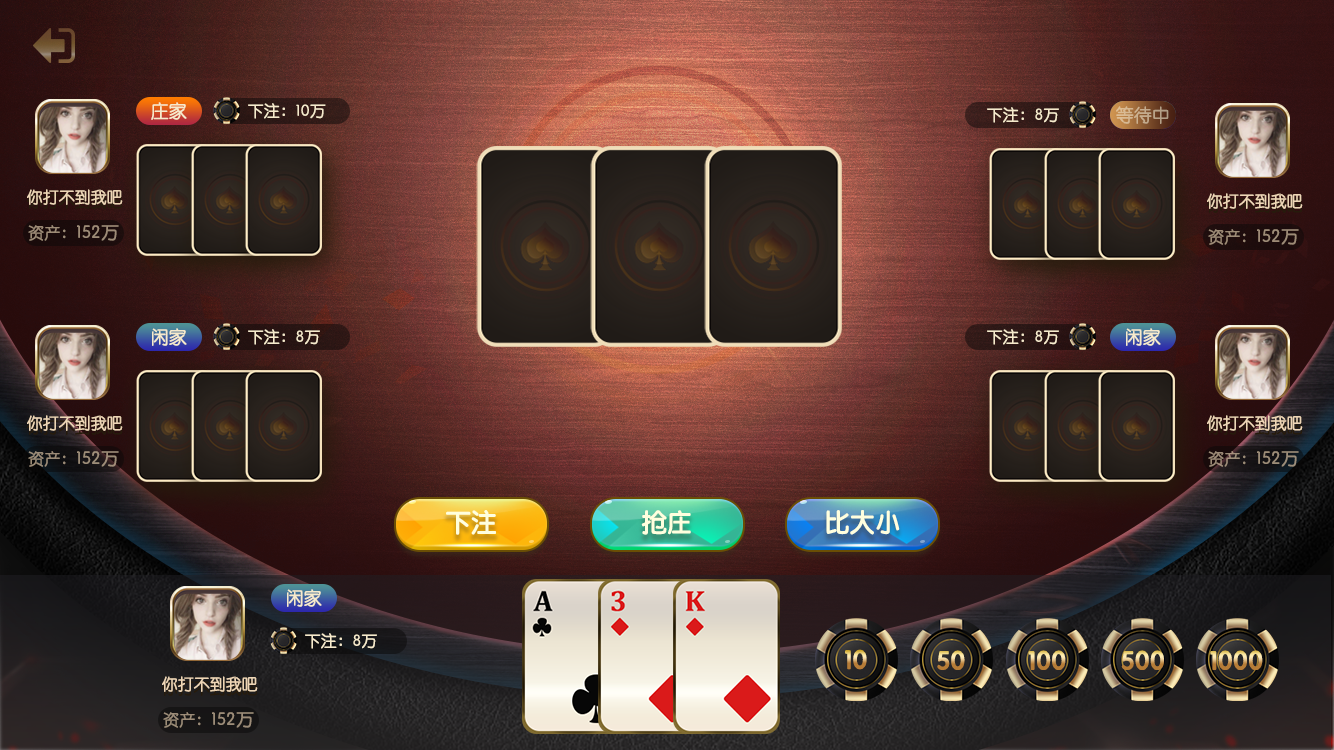 庄家 下注：10万
你打不到我吧
资产：152万
下注：8万 等待中
你打不到我吧
资产：152万
闲家 下注：8万
你打不到我吧
资产：152万
下注：8万 闲家
你打不到我吧
资产：152万
下注 抢庄 比大小
闲家
下注：8万
你打不到我吧
资产：152万
A 3 K
10 50 100 500 1000